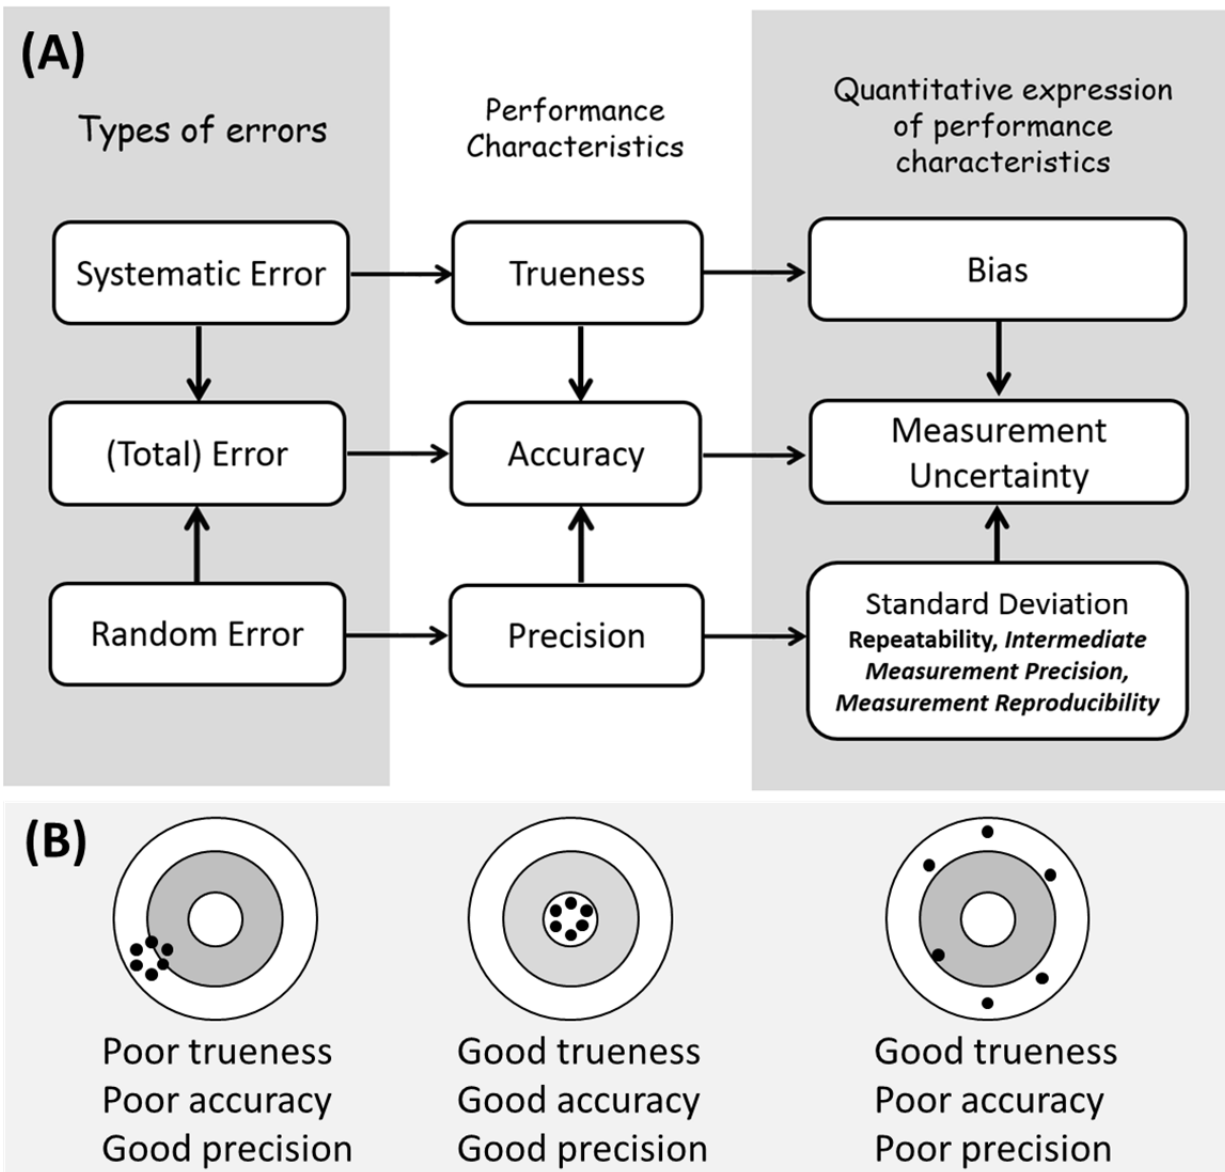 (A)
Types of errors
Performance
Characteristics
Quantitative expression
of performance
characteristics
Systematic Error
Trueness
Bias
(Total) Error
Accuracy
Measurement
Uncertainty
Random Error
Precision
Standard Deviation
Repeatability, Intermediate
Measurement Precision,
Measurement Reproducibility
(B)
Poor trueness
Poor accuracy
Good precision
Good trueness
Good accuracy
Good precision
Good trueness
Poor accuracy
Poor precision